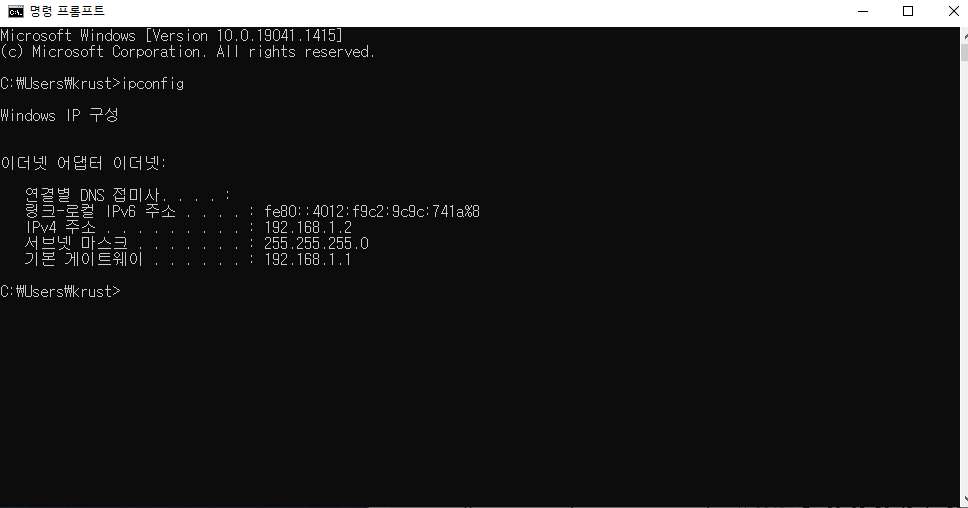 명령 프롬프트
Microsoft Windows [Version 10.0.19041.1415]
(c) Microsoft Corporation. All rights reserved.
C:₩Users₩krust>ipconfig
Windows IP 구성
이더넷 어댑터 이더넷:
연결별 DNS 접미사. . . . :
링크-로컬 IPv6 주소 . . . . : fe80::4012:f9c2:9c9c:741a%8
IPv4 주소 . . . . . . . . . : 192.168.1.2
서브넷 마스크 . . . . . . . : 255.255.255.0
기본 게이트웨이 . . . . . . : 192.168.1.1
C:₩Users₩krust>